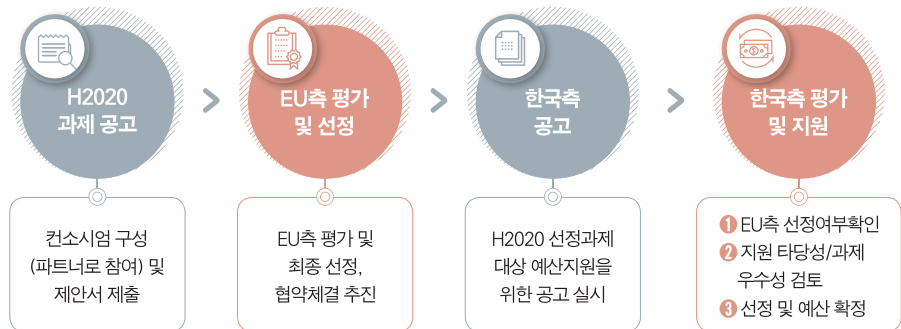 H2020
과제 공고
>
EU측 평가
및 선정
>
한국측
공고
>
한국측 평가
및 지원
컨소시엄 구성
(파트너로 참여) 및
제안서 제출
EU측 평가 및
최종 선정,
협약체결 추진
H2020 선정과제
대상 예산지원을
위한 공고 실시
1 EU측 선정여부확인
2 지원 타당성/과제
우수성 검토
3 선정 및 예산 확정